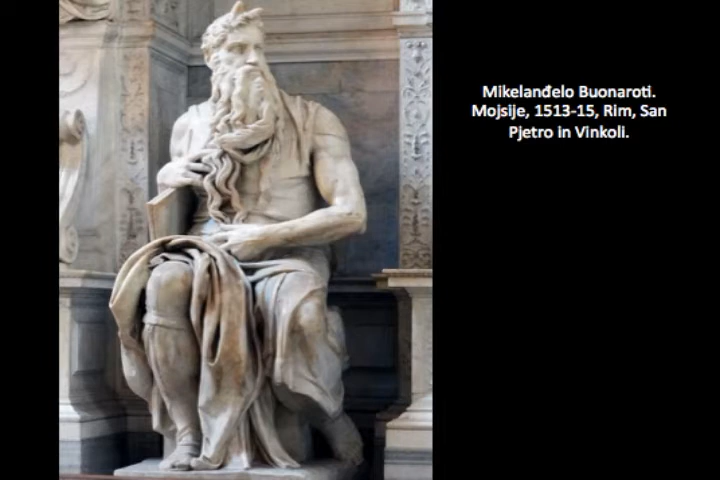 Mikelanđelo Buonaroti.
Mojsije, 1513-15, Rim, San
Pjetro in Vinkoli.